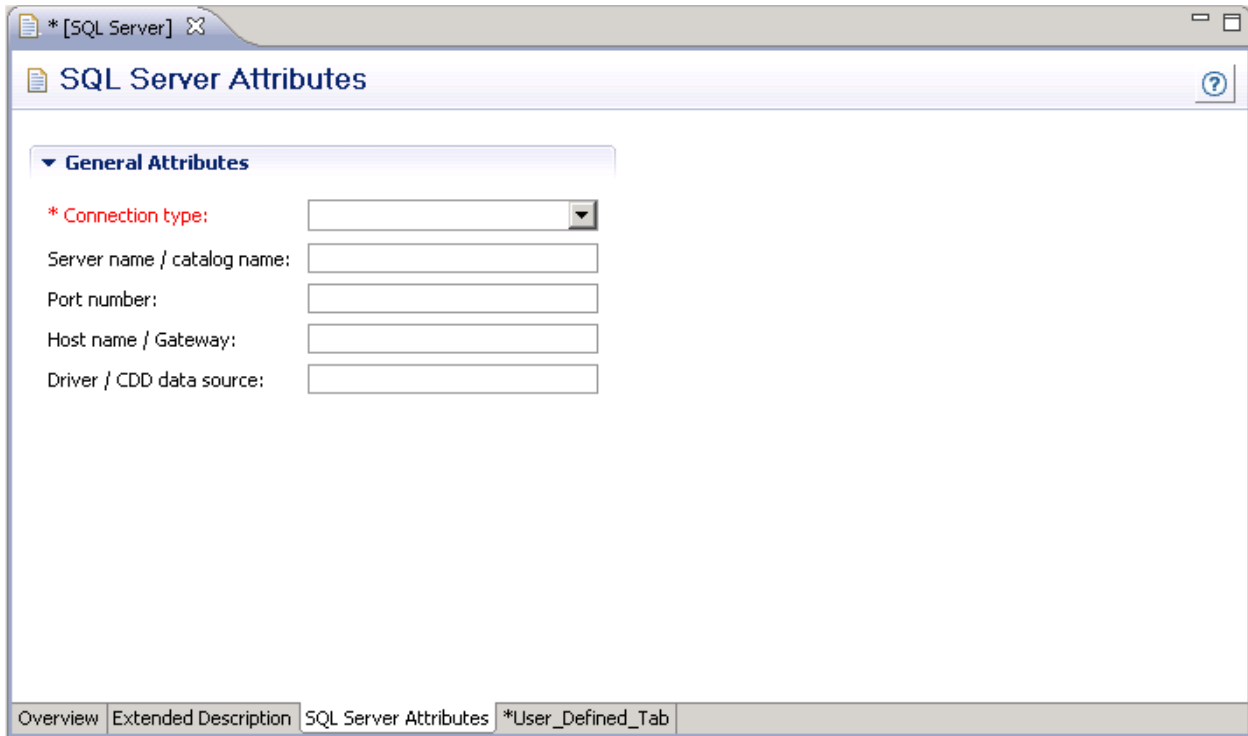 * [SQL Server]
SQL Server Attributes
General Attributes
* Connection type:
Server name / catalog name:
Port number:
Host name / Gateway:
Driver / CDD data source:
Overview Extended Description SQL Server Attributes *User_Defined_Tab